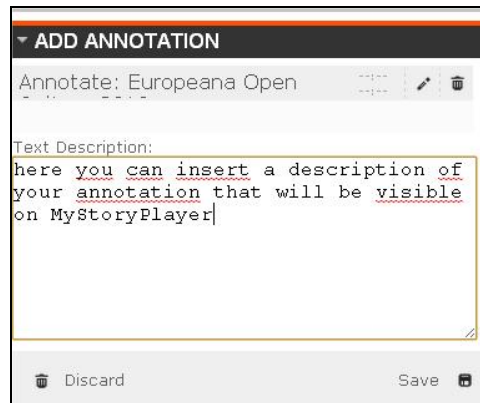 ADD ANNOTATION
Annotate: Europeana Open
--:-- 
--:--
Text Description:
here you can insert a description of
your annotation that will be visible
on MyStoryPlayer
Discard
Save